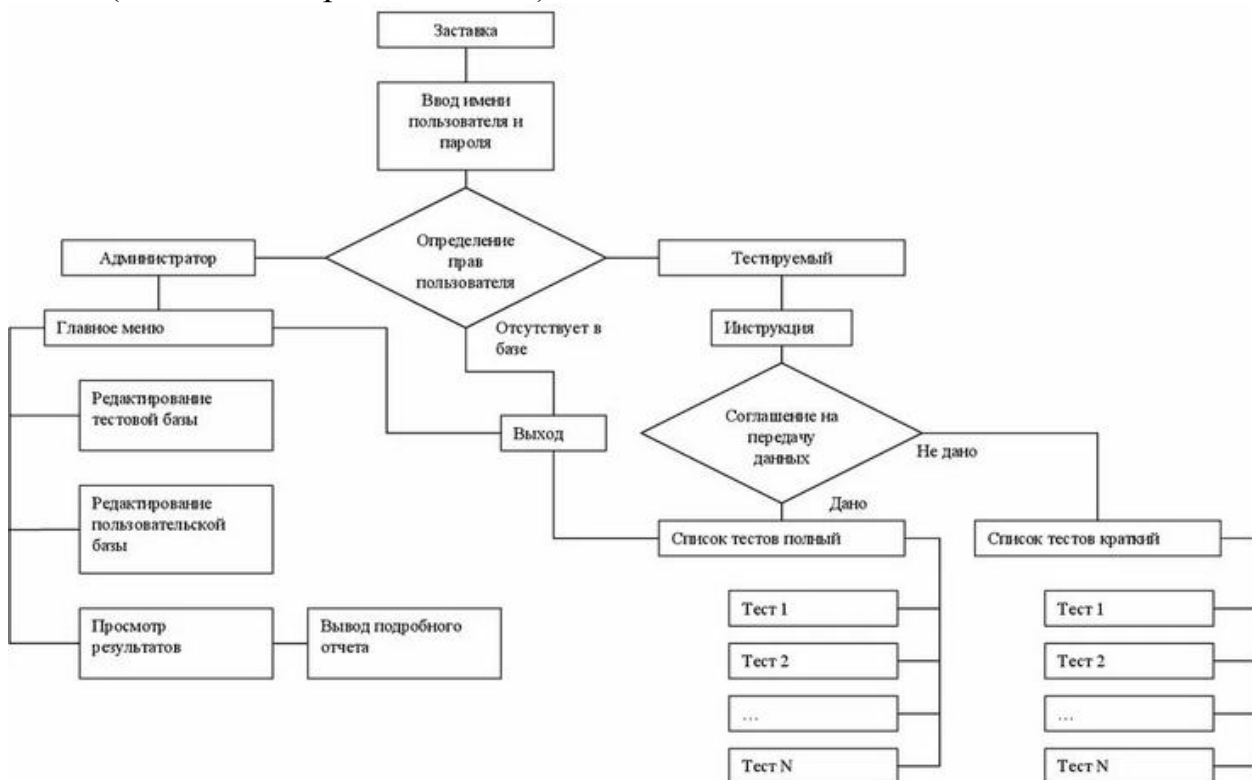 Заставка
Ввод имени
пользователя и
пароля
Определение
прав
пользователя
Администратор
Тестируемый
Главное меню
Отсутствует в
базе
Инструкция
Редактирование
тестовой базы
Выход
Соглашение на
передачу
данных
Не дано
Дано
Редактирование
пользовательской
базы
Список тестов полный
Список тестов краткий
Просмотр
результатов
Вывод подробного
отчета
Тест 1
Тест 2
...
Тест N
Тест 1
Тест 2
...
Тест N